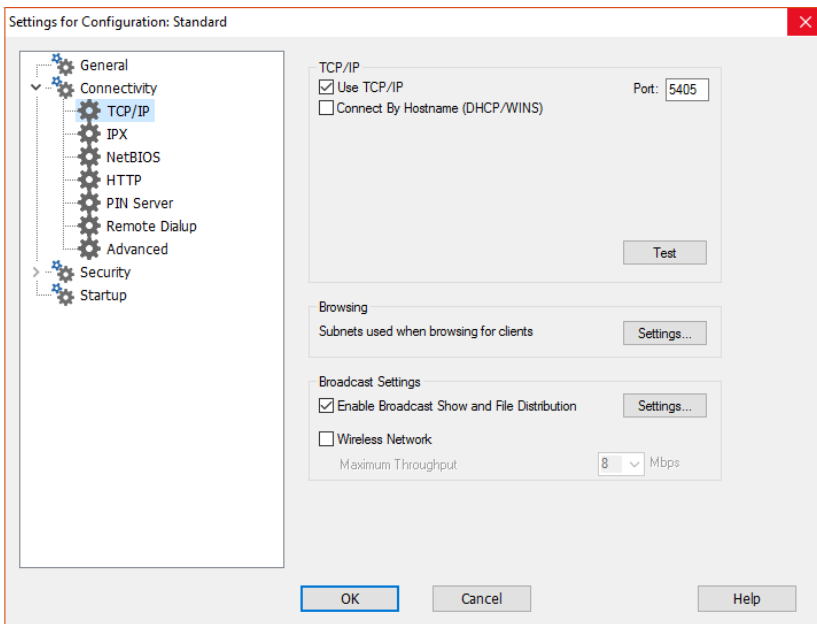 Settings for Configuration: Standard
General
Connectivity
TCP/IP
IPX
NetBIOS
HTTP
PIN Server
Remote Dialup
Advanced
Security
Startup
TCP/IP
Use TCP/IP Port: 5405
Connect By Hostname (DHCP/WINS)
Test
Browsing
Subnets used when browsing for clients Settings...
Broadcast Settings
Enable Broadcast Show and File Distribution Settings...
Wireless Network
Maximum Throughput 8 Mbps
OK Cancel Help